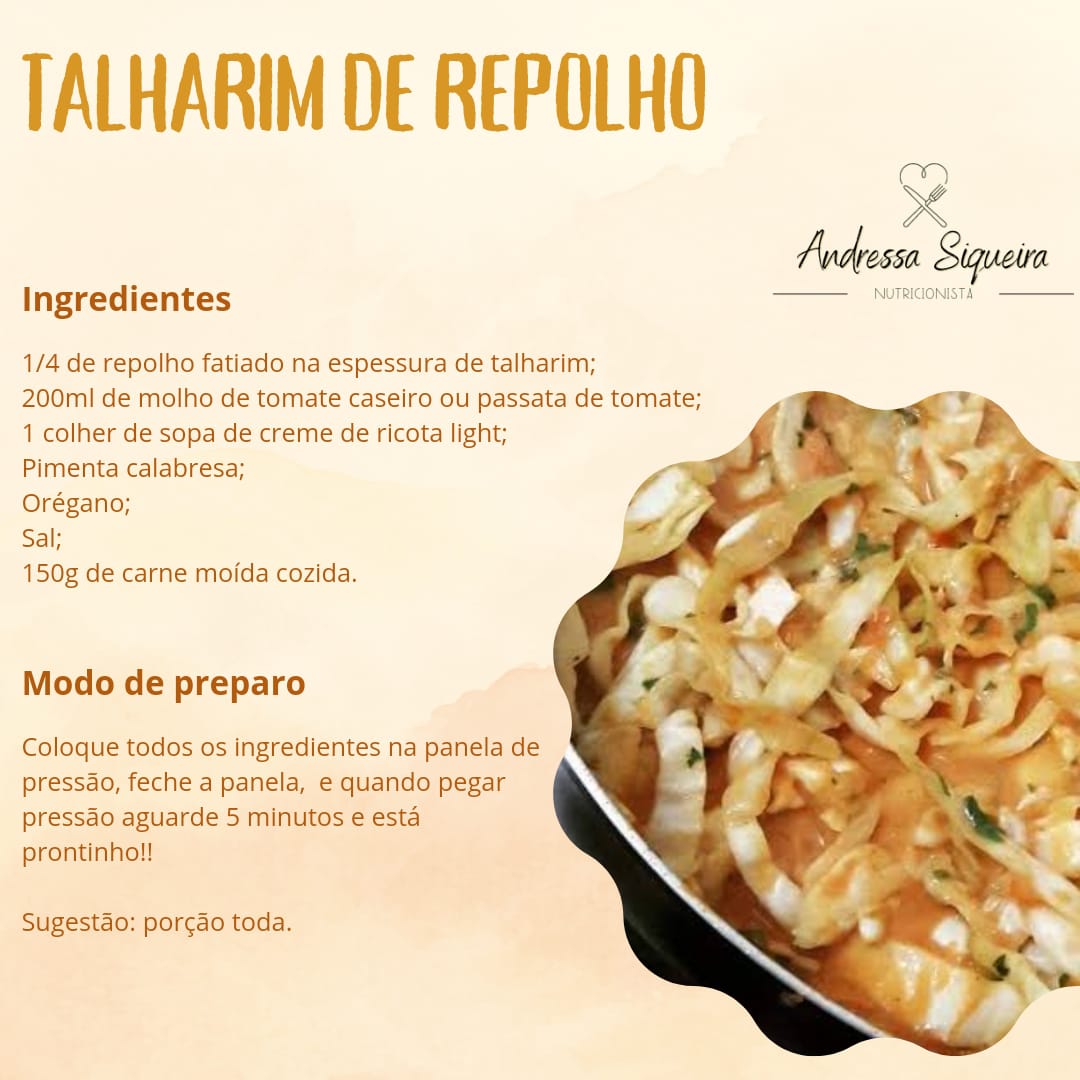 TALHARIM DE REPOLHO
Andressa Siqueira
NUTRICIONISTA
Ingredientes
1/4 de repolho fatiado na espessura de talharim;
200ml de molho de tomate caseiro ou passata de tomate;
1 colher de sopa de creme de ricota light;
Pimenta calabresa;
Orégano;
Sal;
150g de carne moída cozida.
Modo de preparo
Coloque todos os ingredientes na panela de
pressão, feche a panela,  e quando pegar
pressão aguarde 5 minutos e está
prontinho!!
Sugestão: porção toda.